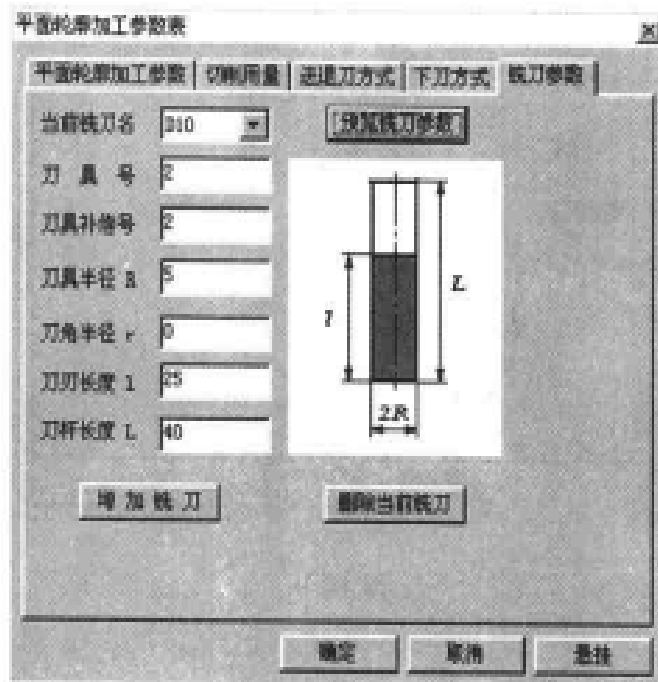 平面轮廓加工参数表
平面轮廓加工参数 切削用量 进退刀方式 下刀方式 铣刀参数
当前铣刀名 D10 预览铣刀参数
刀具号 2
刀具补偿号 2
刀具半径 R 5
刀角半径 r 0
刀刃长度 l 25
刀杆长度 L 40
l
L
2R
增加铣刀 删除当前铣刀
确定 取消 悬挂